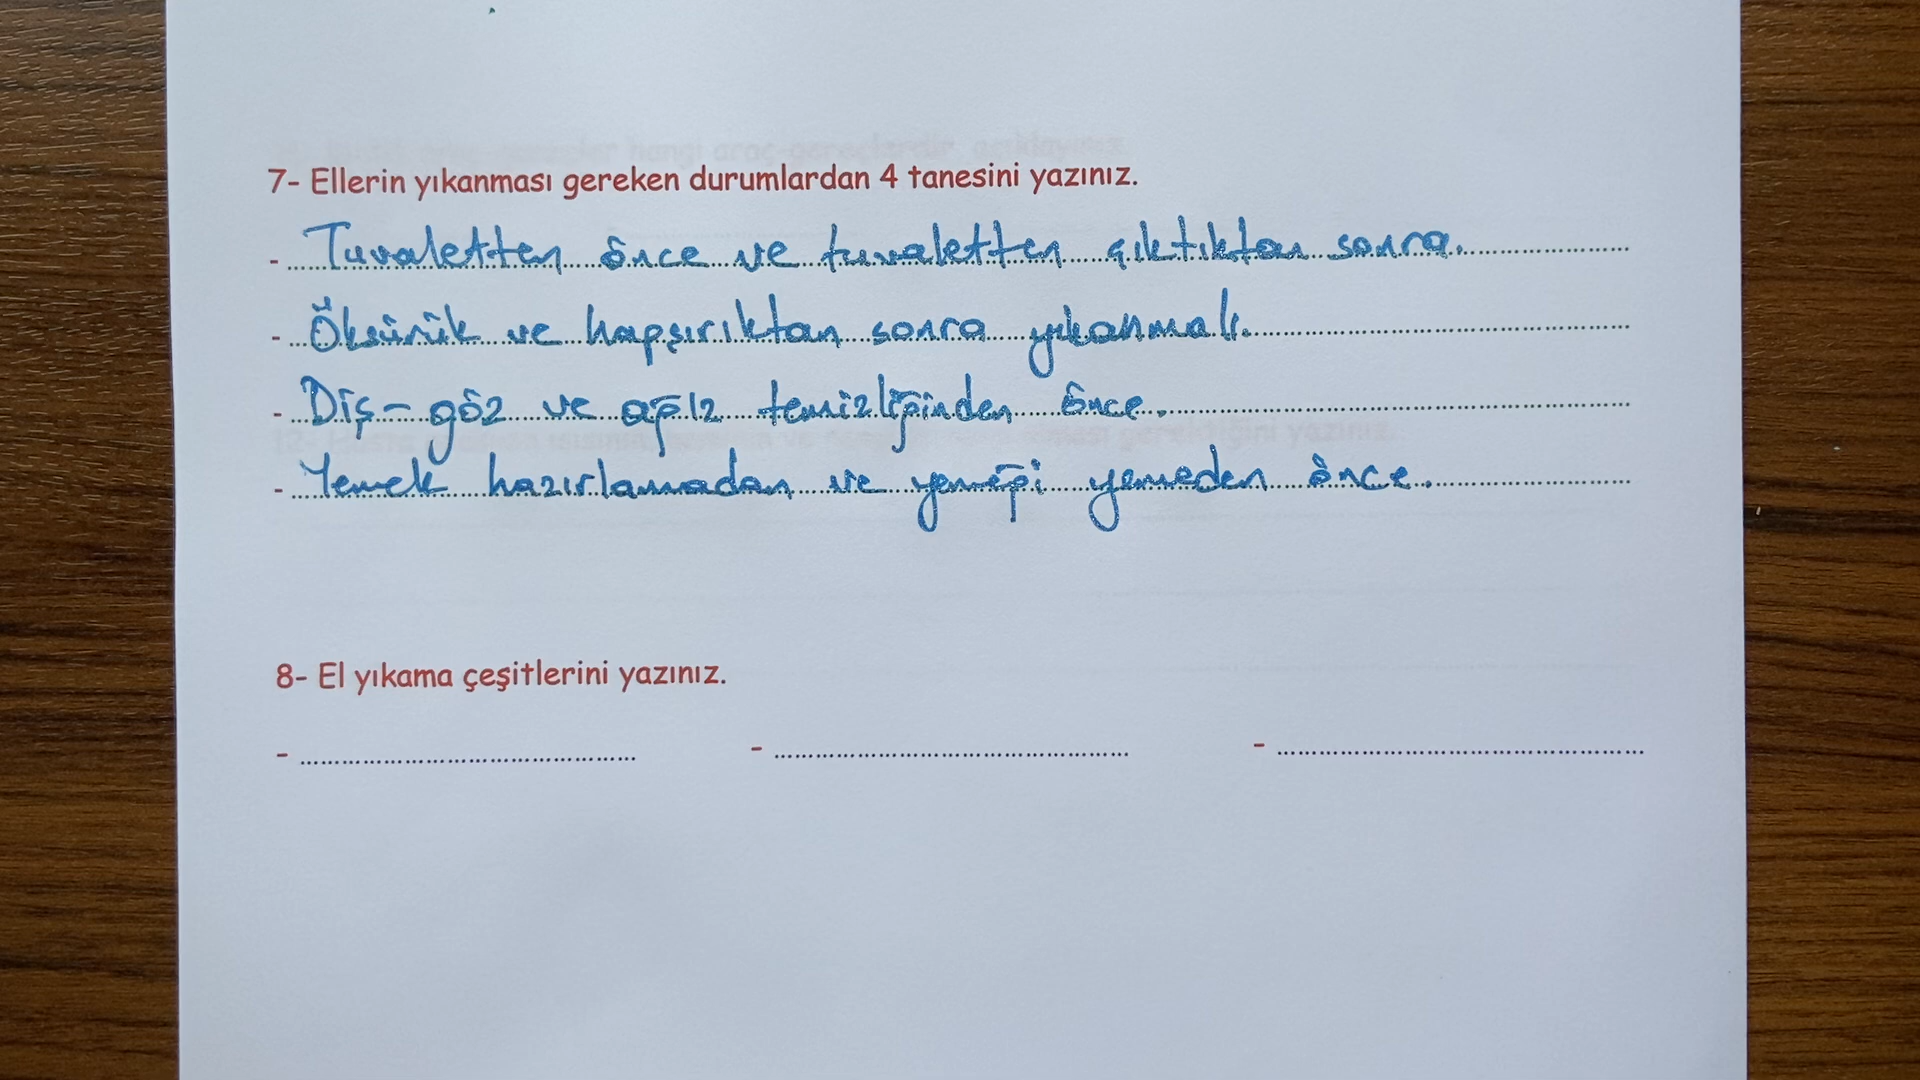 7- Ellerin yıkanması gereken durumlardan 4 tanesini yazınız.
- Tuvaletten önce ve tuvaletten çıktıktan sonra.
- Öksürük ve hapşırıktan sonra yıkanmalı.
- Diş - göz ve ağız temizliğinden önce.
- Yemek hazırlamadan ve yemeği yemeden önce.
8- El yıkama çeşitlerini yazınız.
- ........................ - ........................ - ........................